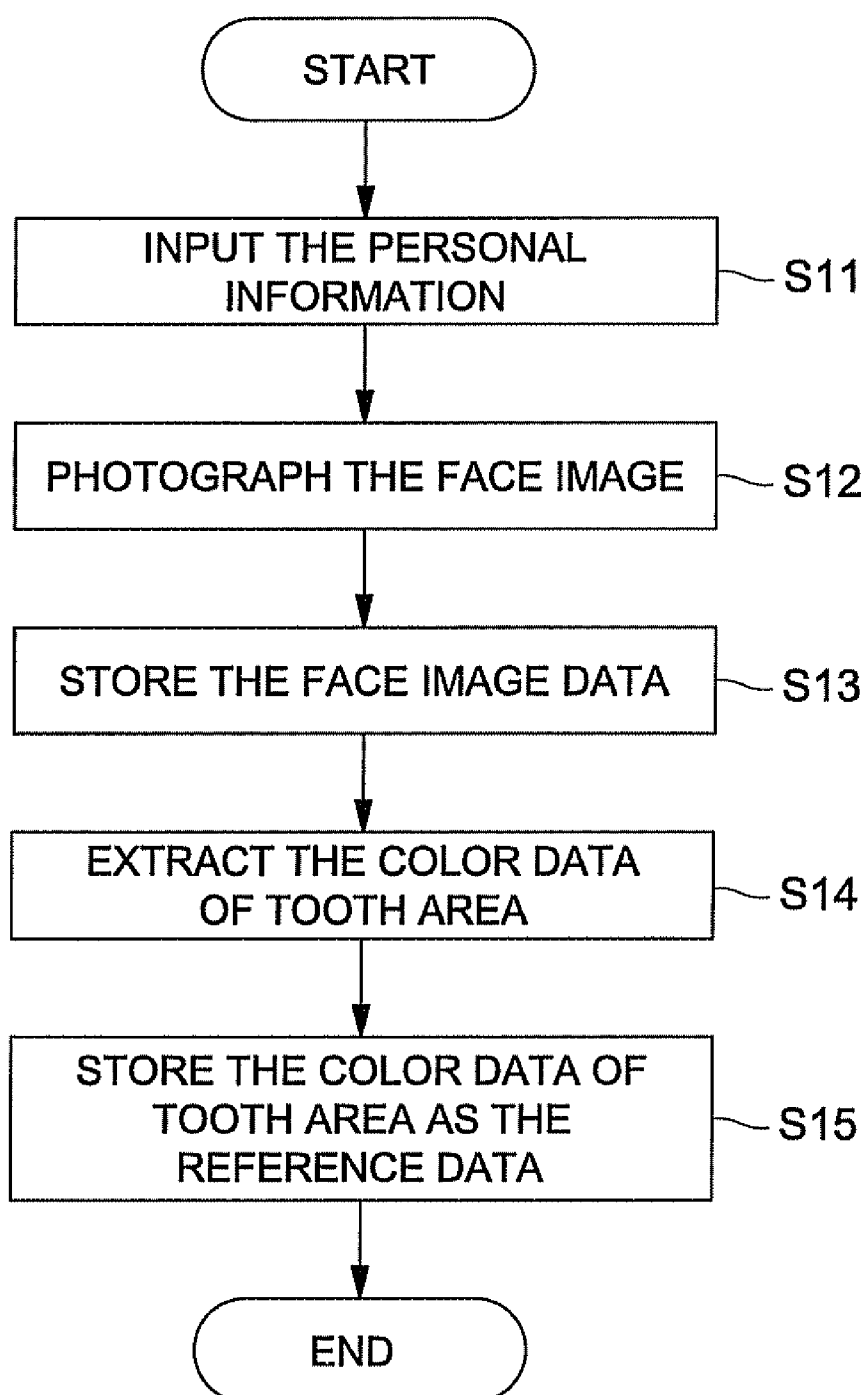 START
INPUT THE PERSONAL
INFORMATION
S11
PHOTOGRAPH THE FACE IMAGE
S12
STORE THE FACE IMAGE DATA
S13
EXTRACT THE COLOR DATA
OF TOOTH AREA
S14
STORE THE COLOR DATA OF
TOOTH AREA AS THE
REFERENCE DATA
S15
END